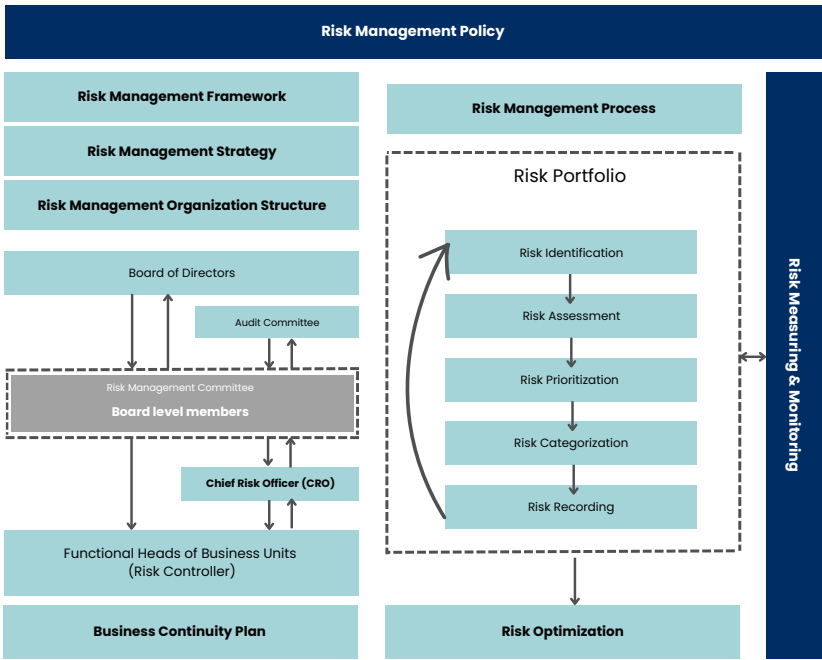 Risk Management Policy
Risk Management Framework
Risk Management Strategy
Risk Management Organization Structure
Board of Directors
Audit Committee
Risk Management Committee
Board level members
Chief Risk Officer (CRO)
Functional Heads of Business Units
(Risk Controller)
Business Continuity Plan
Risk Management Process
Risk Portfolio
Risk Identification
Risk Assessment
Risk Prioritization
Risk Categorization
Risk Recording
Risk Optimization
Risk Measuring & Monitoring